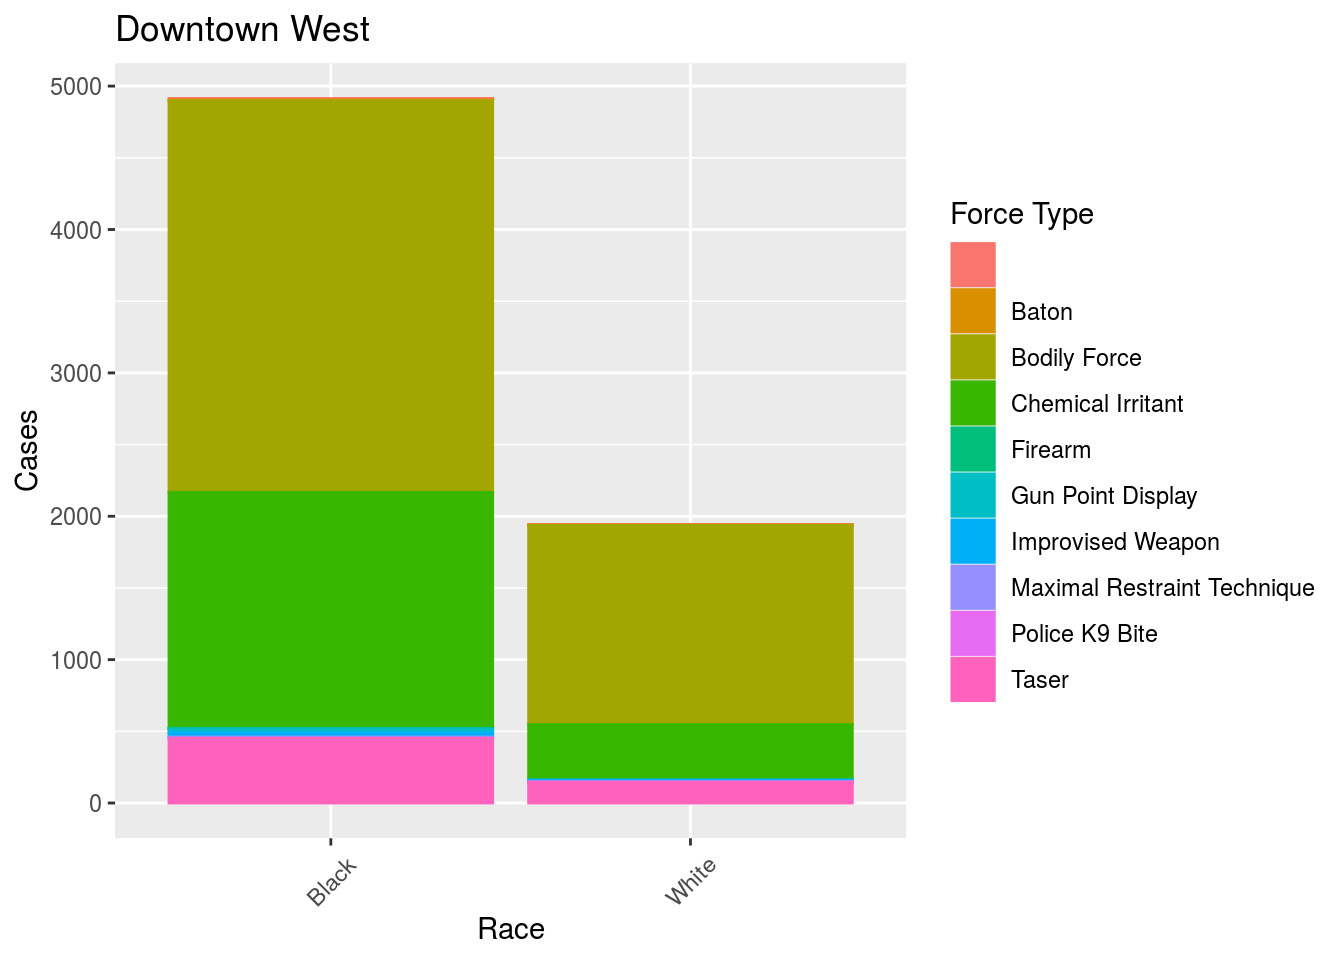 Downtown West
5000
4000
3000
2000
1000
0
Cases
Black
White
Race
Force Type
Baton
Bodily Force
Chemical Irritant
Firearm
Gun Point Display
Improvised Weapon
Maximal Restraint Technique
Police K9 Bite
Taser